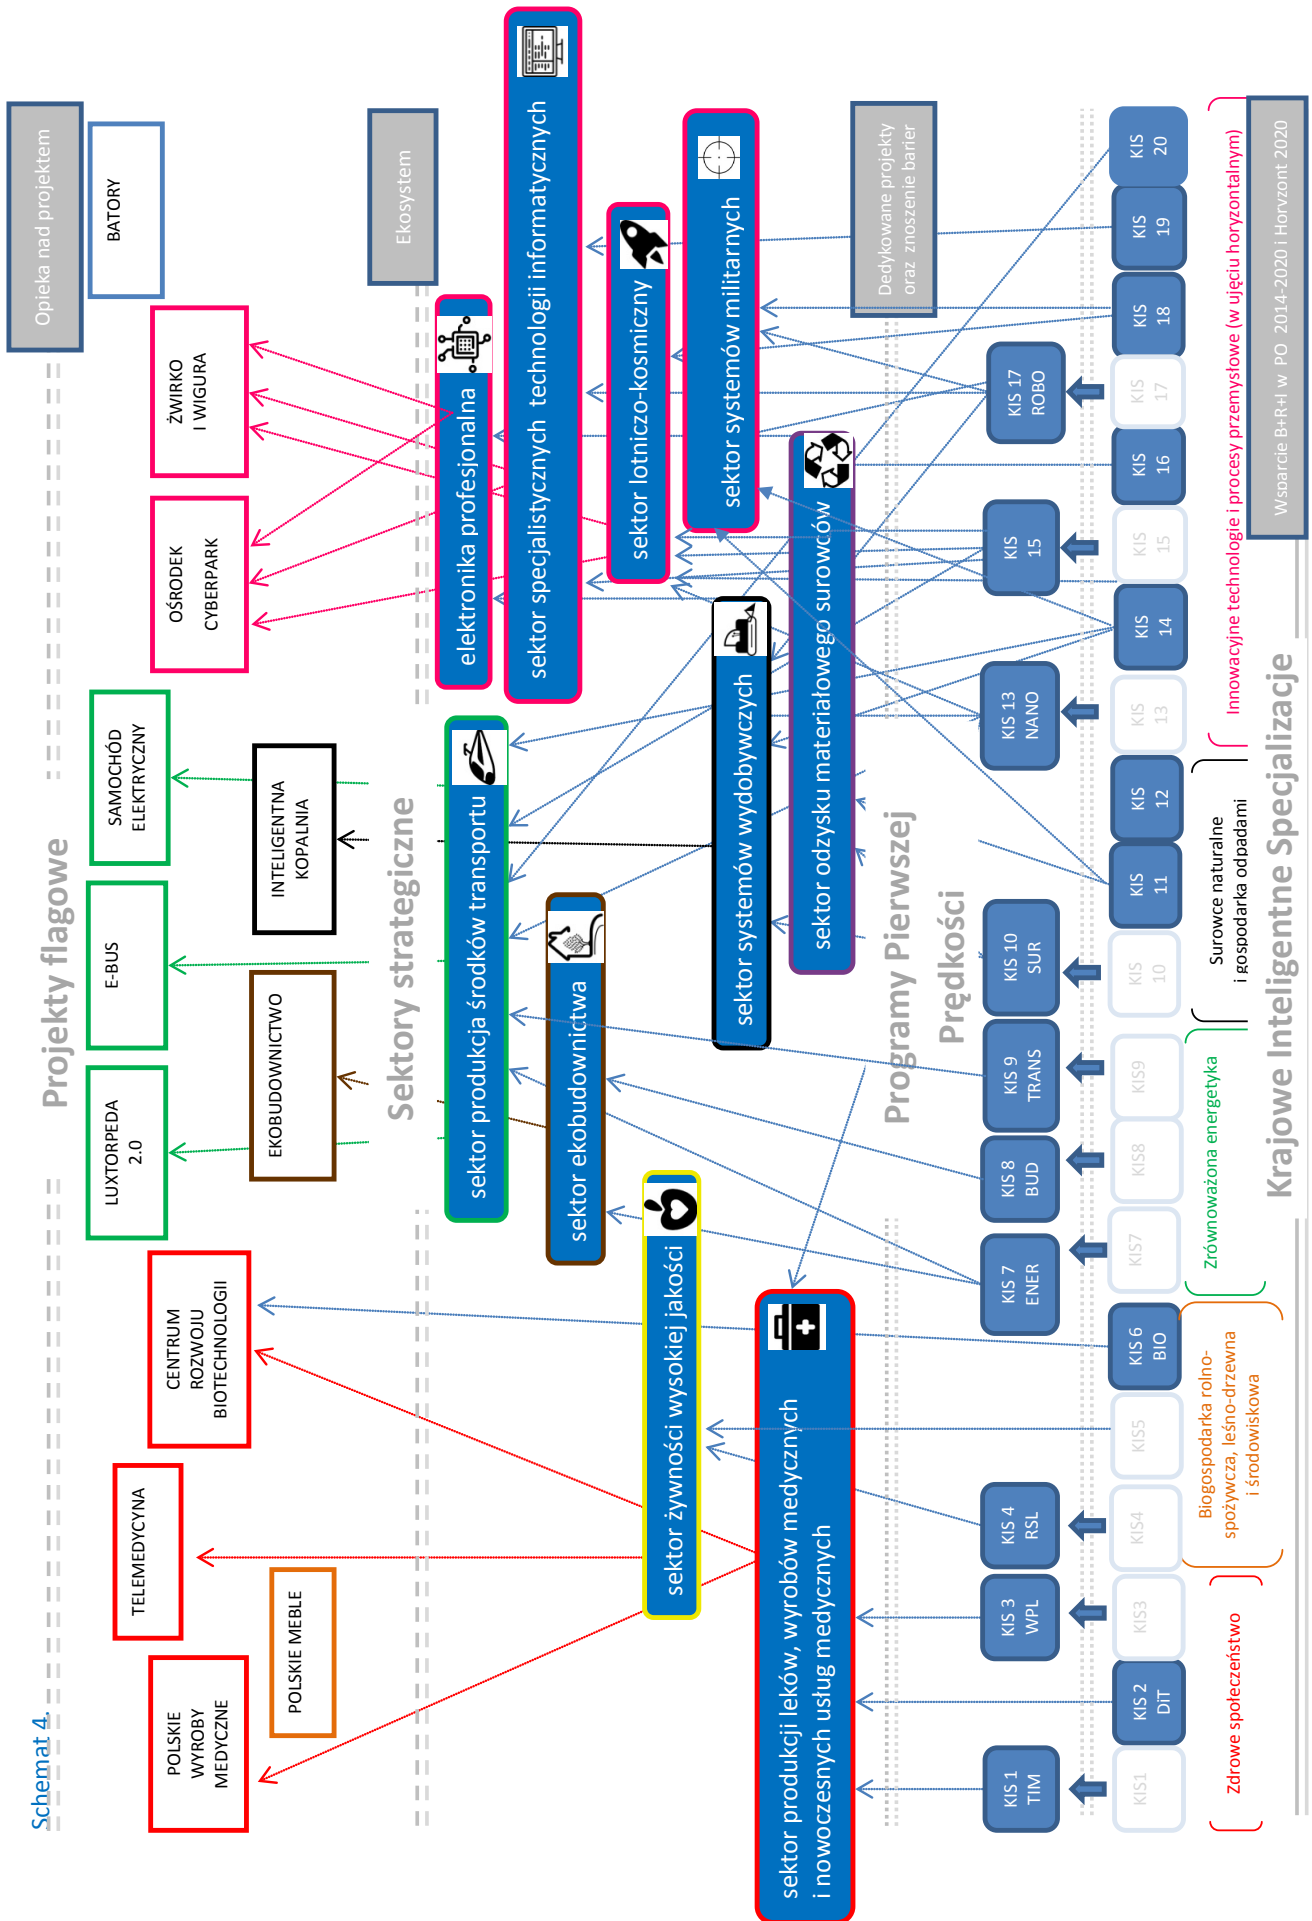 Schemat 4.
Projekty flagowe
Opieka nad projektem
LUXTORPEDA
2.0
E-BUS
SAMOCHÓD
ELEKTRYCZNY
BATORY
TELEMEDYCYNA
POLSKIE
WYROBY
MEDYCZNE
CENTRUM
ROZWOJU
BIOTECHNOLOGII
OŚRODEK
CYBERPARK
ŻWIRKO
I WIGURA
POLSKIE MEBLE
EKOBUDOWNICTWO
INTELIGENTNA
KOPALNIA
Sektory strategiczne
Ekosystem
sektor produkcja środków transportu
elektronika profesjonalna
sektor specjalistycznych technologii informatycznych
sektor ekobudownictwa
sektor lotniczo-kosmiczny
sektor żywności wysokiej jakości
sektor systemów militarnych
sektor systemów wydobywczych
sektor produkcji leków, wyrobów medycznych
i nowoczesnych usług medycznych
sektor odzysku materiałowego surowców
Programy Pierwszej
Prędkości
Dedykowane projekty
oraz znoszenie barier
KIS 1
TIM
KIS 3
WPL
KIS 4
RSL
KIS 7
ENER
KIS 8
BUD
KIS 9
TRANS
KIS 10
SUR
KIS 13
NANO
KIS
15
KIS 17
ROBO
KIS1
KIS 2
DiT
KIS3
KIS4
KIS5
KIS 6
BIO
KIS7
KIS8
KIS9
KIS
10
KIS
11
KIS
12
KIS
13
KIS
14
KIS
15
KIS
16
KIS
17
KIS
18
KIS
19
KIS
20
Zdrowe społeczeństwo
Biogospodarka rolno-
spożywcza, leśno-drzewna
i środowiskowa
Zrównoważona energetyka
Surowce naturalne
i gospodarka odpadami
Innowacyjne technologie i procesy przemysłowe (w ujęciu horyzontalnym)
Krajowe Inteligentne Specjalizacje
Wsparcie B+R+I w PO 2014-2020 i Horyzont 2020